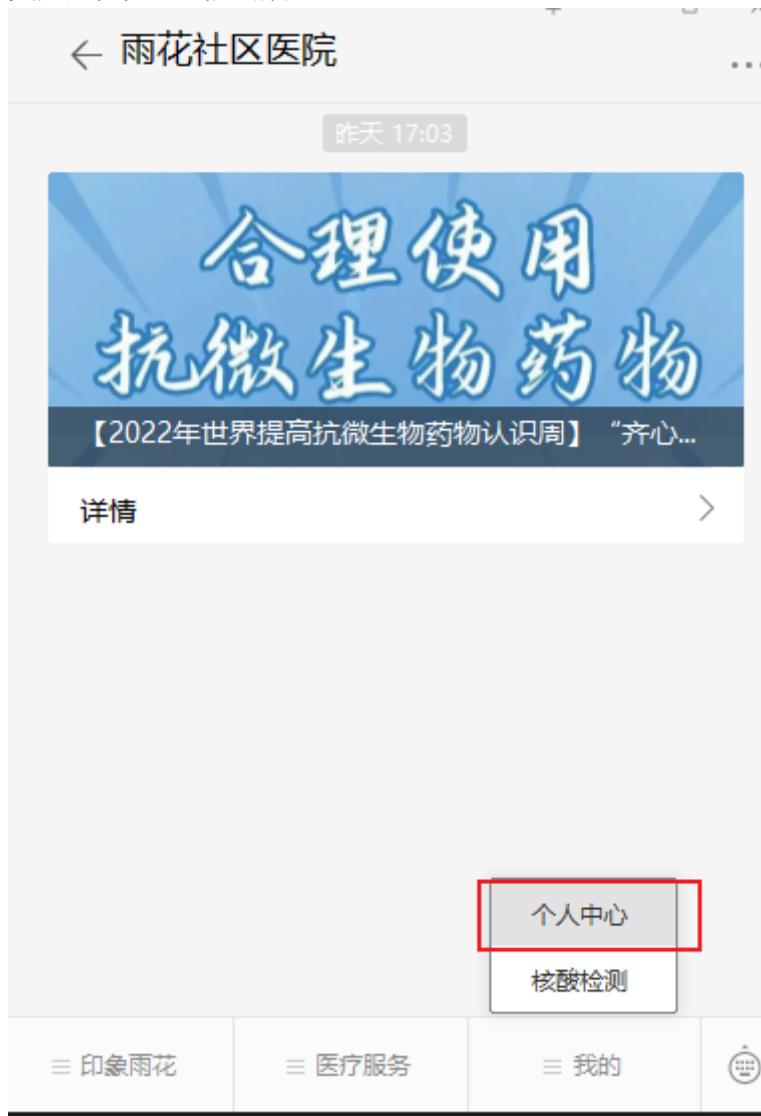 雨花社区医院
昨天 17:03
合理使用
抗微生物药物
【2022年世界提高抗微生物药物认识周】“齐心...
详情
个人中心
核酸检测
印象雨花
医疗服务
我的